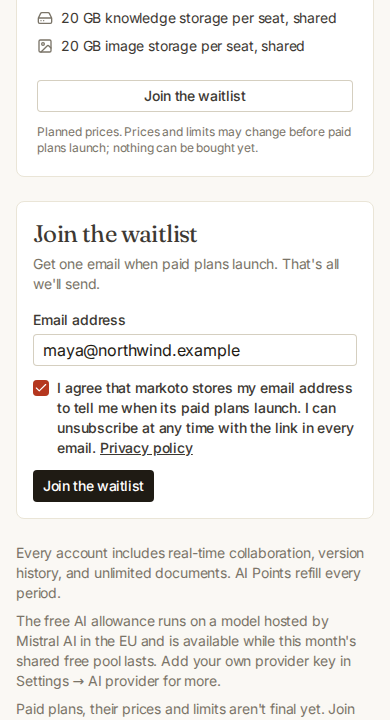 20 GB knowledge storage per seat, shared
20 GB image storage per seat, shared
Join the waitlist
Planned prices. Prices and limits may change before paid
plans launch; nothing can be bought yet.
Join the waitlist
Get one email when paid plans launch. That's all
we'll send.
Email address
maya@northwind.example
I agree that markoto stores my email address
to tell me when its paid plans launch. I can
unsubscribe at any time with the link in every
email. Privacy policy
Join the waitlist
Every account includes real-time collaboration, version
history, and unlimited documents. AI Points refill every
period.
The free AI allowance runs on a model hosted by
Mistral AI in the EU and is available while this month's
shared free pool lasts. Add your own provider key in
Settings → AI provider for more.
Paid plans, their prices and limits aren't final yet. Join